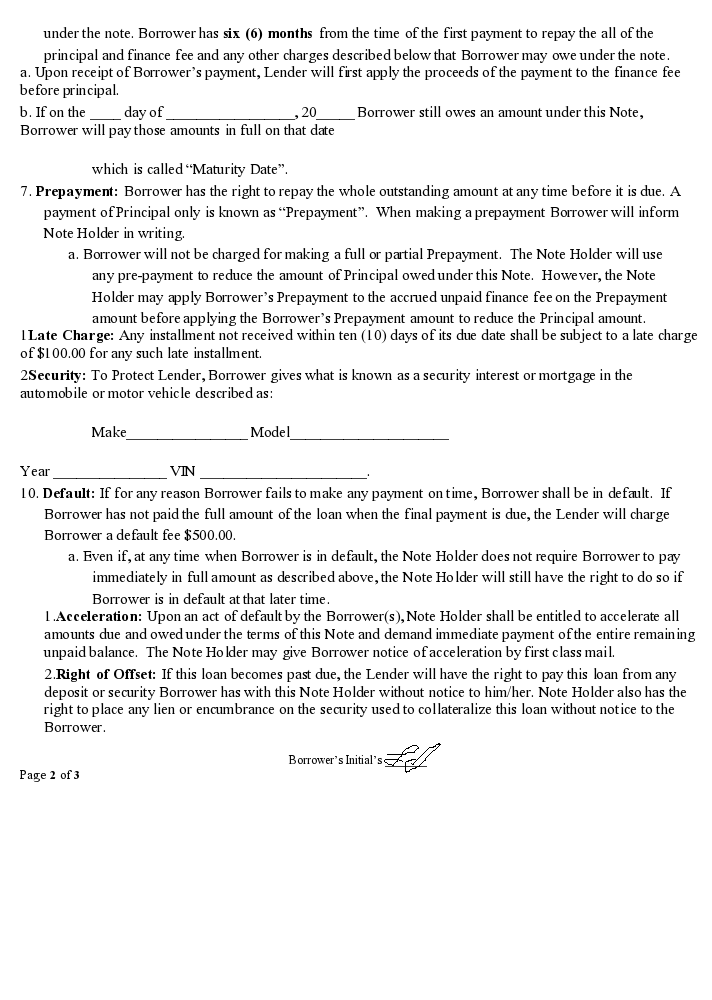 under the note. Borrower has six (6) months from the time of the first payment to repay the all of the
principal and finance fee and any other charges described below that Borrower may owe under the note.
a. Upon receipt of Borrower's payment, Lender will first apply the proceeds of the payment to the finance fee
before principal.
b. If on the ____ day of _________________, 20_____ Borrower still owes an amount under this Note,
Borrower will pay those amounts in full on that date
which is called “Maturity Date”.
7. Prepayment: Borrower has the right to repay the whole outstanding amount at any time before it is due. A
payment of Principal only is known as “Prepayment”. When making a prepayment Borrower will inform
Note Holder in writing.
a. Borrower will not be charged for making a full or partial Prepayment. The Note Holder will use
any pre-payment to reduce the amount of Principal owed under this Note. However, the Note
Holder may apply Borrower's Prepayment to the accrued unpaid finance fee on the Prepayment
amount before applying the Borrower's Prepayment amount to reduce the Principal amount.
1Late Charge: Any installment not received within ten (10) days of its due date shall be subject to a late charge
of $100.00 for any such late installment.
2Security: To Protect Lender, Borrower gives what is known as a security interest or mortgage in the
automobile or motor vehicle described as:
Make________________ Model_____________________
Year _______________ VIN ______________________.
10. Default: If for any reason Borrower fails to make any payment on time, Borrower shall be in default. If
Borrower has not paid the full amount of the loan when the final payment is due, the Lender will charge
Borrower a default fee $500.00.
a. Even if, at any time when Borrower is in default, the Note Holder does not require Borrower to pay
immediately in full amount as described above, the Note Holder will still have the right to do so if
Borrower is in default at that later time.
1.Acceleration: Upon an act of default by the Borrower(s), Note Holder shall be entitled to accelerate all
amounts due and owed under the terms of this Note and demand immediate payment of the entire remaining
unpaid balance. The Note Holder may give Borrower notice of acceleration by first class mail.
2.Right of Offset: If this loan becomes past due, the Lender will have the right to pay this loan from any
deposit or security Borrower has with this Note Holder without notice to him/her. Note Holder also has the
right to place any lien or encumbrance on the security used to collateralize this loan without notice to the
Borrower.
Borrower's Initial's
Page 2 of 3